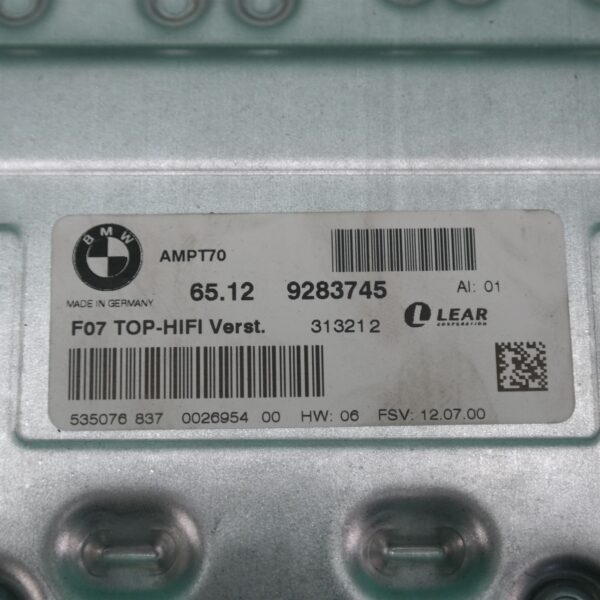 BMW
AMPT70
MADE IN GERMANY
65.12 9283745 AI: 01
F07 TOP-HIFI Verst. 313212 LEAR
CORPORATION
535076 837 0026954 00 HW: 06 FSV: 12.07.00